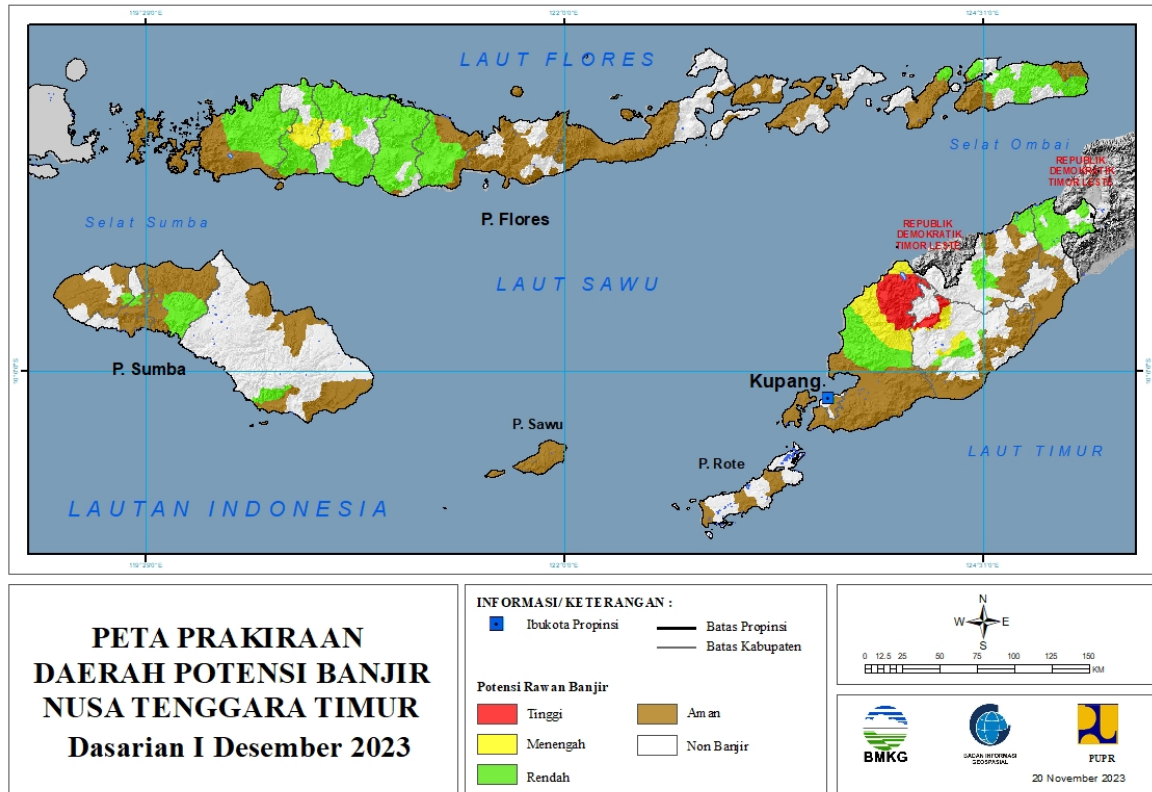 LAUT FLORES
Selat Ombai
REPUBLIK
DEMOKRATIK
TIMOR LESTE
P. Flores
Selat Sumba
REPUBLIK
DEMOKRATIK
TIMOR LESTE
LAUT SAWU
P. Sumba
Kupang.
P. Sawu
P. Rote
LAUT TIMUR
LAUTAN INDONESIA
PETA PRAKIRAAN
DAERAH POTENSI BANJIR
NUSA TENGGARA TIMUR
Dasarian I Desember 2023
INFORMASI/ KETERANGAN :
Ibukota Propinsi
Batas Propinsi
Batas Kabupaten
Potensi Rawan Banjir
Tinggi
Aman
Menengah
Non Banjir
Rendah
N
W E
S
0 12.5 25 50 75 100 125 150
KM
BMKG
BADAN INFORMASI
GEOSPASIAL
PUPR
20 November 2023